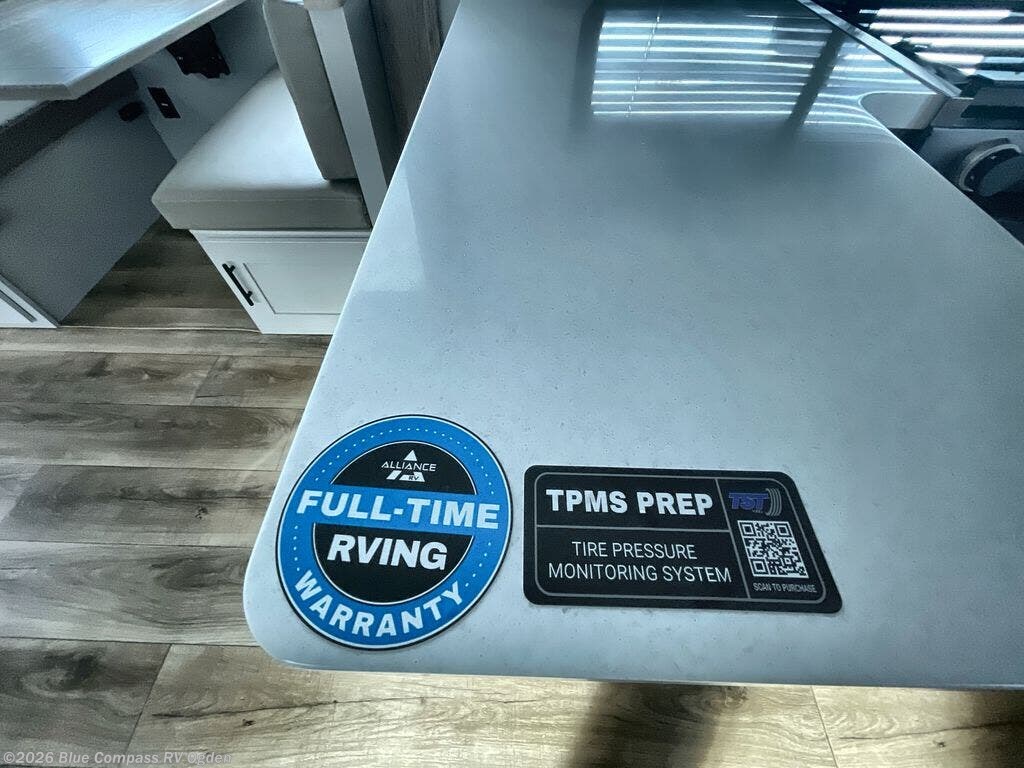 ALLIANCE
RV
FULL-TIME
RVING
WARRANTY
TPMS PREP
TST
TIRE PRESSURE
MONITORING SYSTEM
SCAN TO PURCHASE
©2026 Blue Compass RV Ogden